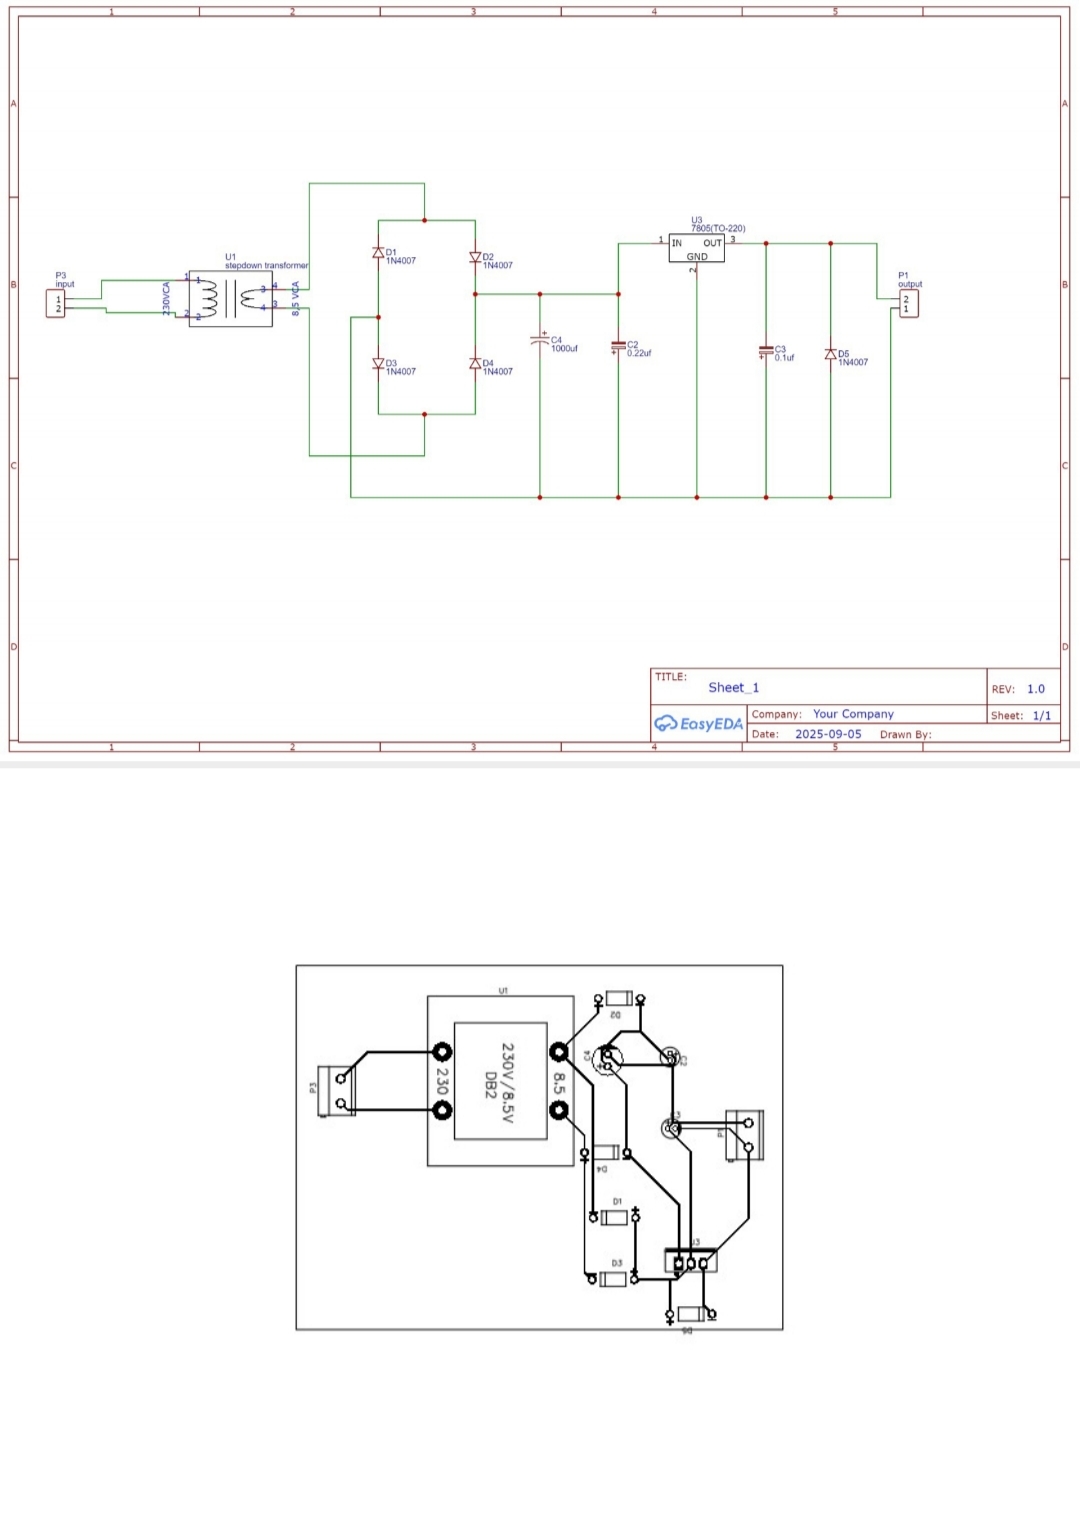 1 2 3 4 5
A A
P3
input
1
2
230VCA
1 1
2 2
U1
stepdown transformer
3 4
4 3
8,5 VCA
D1
1N4007
D2
1N4007
D3
1N4007
D4
1N4007
C4
1000uf
C2
0.22uf
U3
7805(TO-220)
1 IN OUT 3
GND
2
C3
0.1uf
D5
1N4007
P1
output
2
1
B B
C C
D D
TITLE:
Sheet_1
REV: 1.0
EasyEDA
Company: Your Company
Sheet: 1/1
Date: 2025-09-05 Drawn By:
1 2 3 4 5
U1
D2
C4
P3
230
230V/8,5V
DB2
8,5
D4
D1
D3
D5